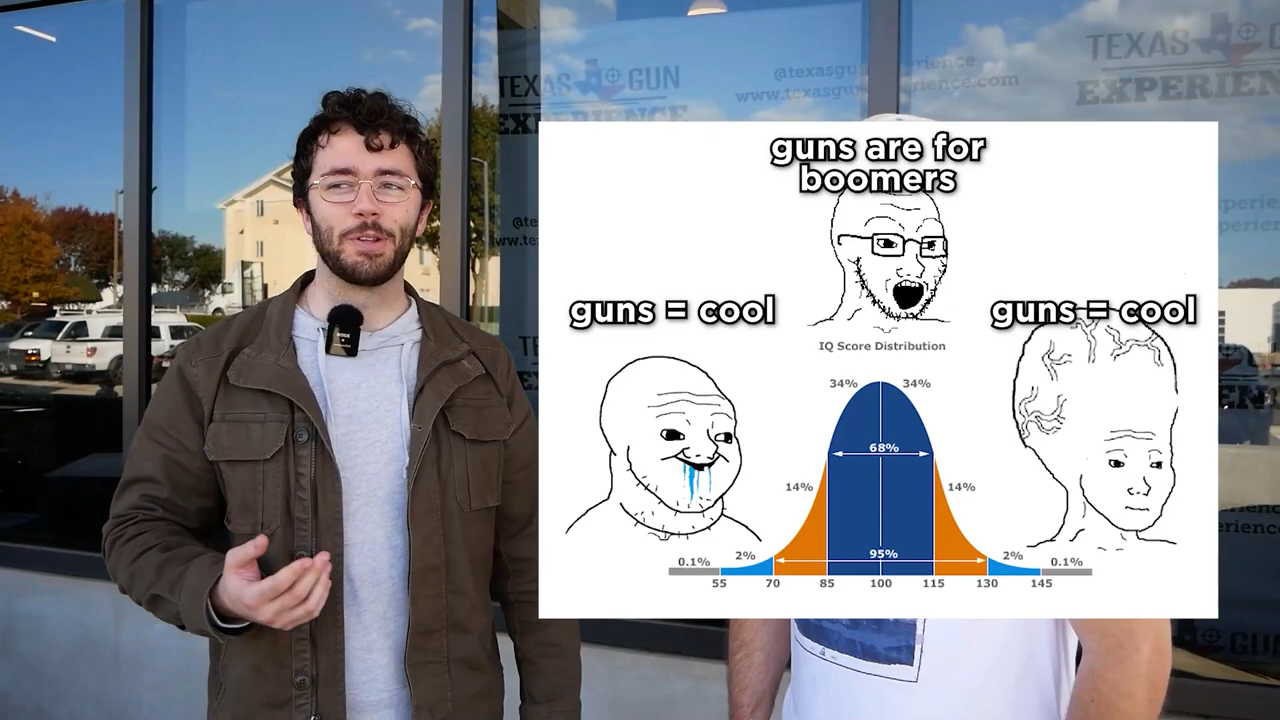 TEXAS GUN
EXPERIENCE
guns are for
boomers
guns = cool
guns = cool
IQ Score Distribution
34%
34%
68%
14%
14%
95%
0.1%
2%
2%
0.1%
55
70
85
100
115
130
145